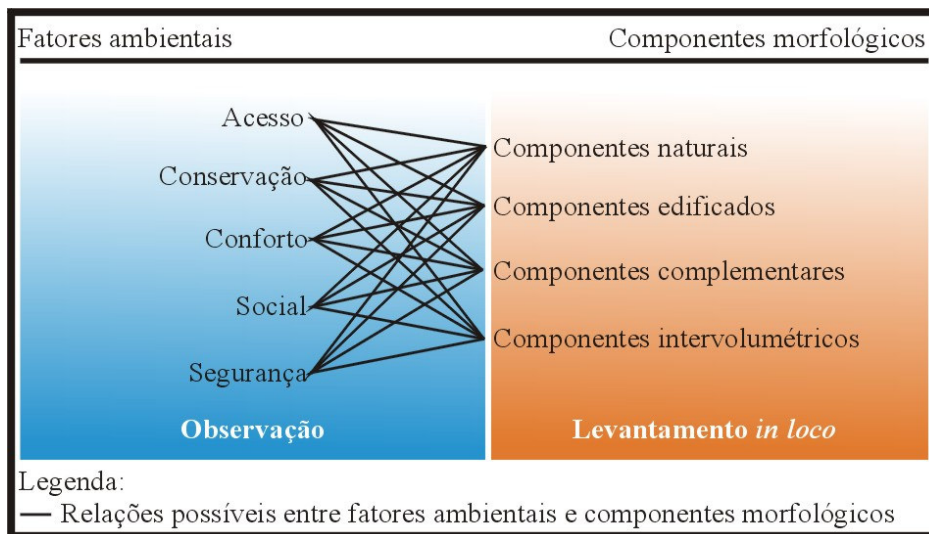 Fatores ambientais
Componentes morfológicos
Acesso
Conservação
Conforto
Social
Segurança
Observação
Componentes naturais
Componentes edificados
Componentes complementares
Componentes intervolumétricos
Levantamento in loco
Legenda:
Relações possíveis entre fatores ambientais e componentes morfológicos